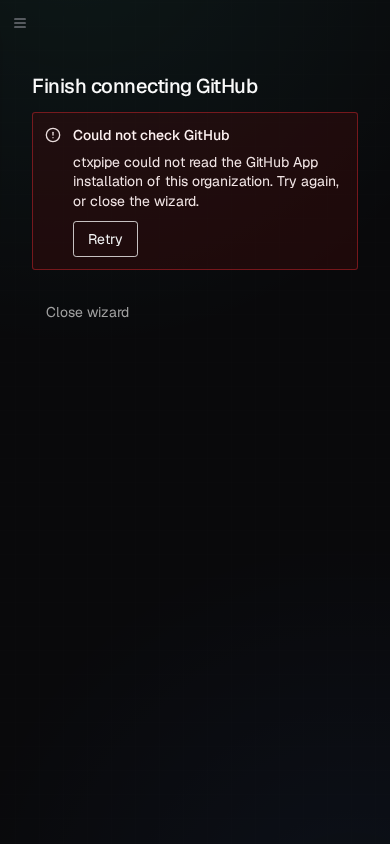 Finish connecting GitHub
Could not check GitHub
ctxpipe could not read the GitHub App
installation of this organization. Try again,
or close the wizard.
Retry
Close wizard